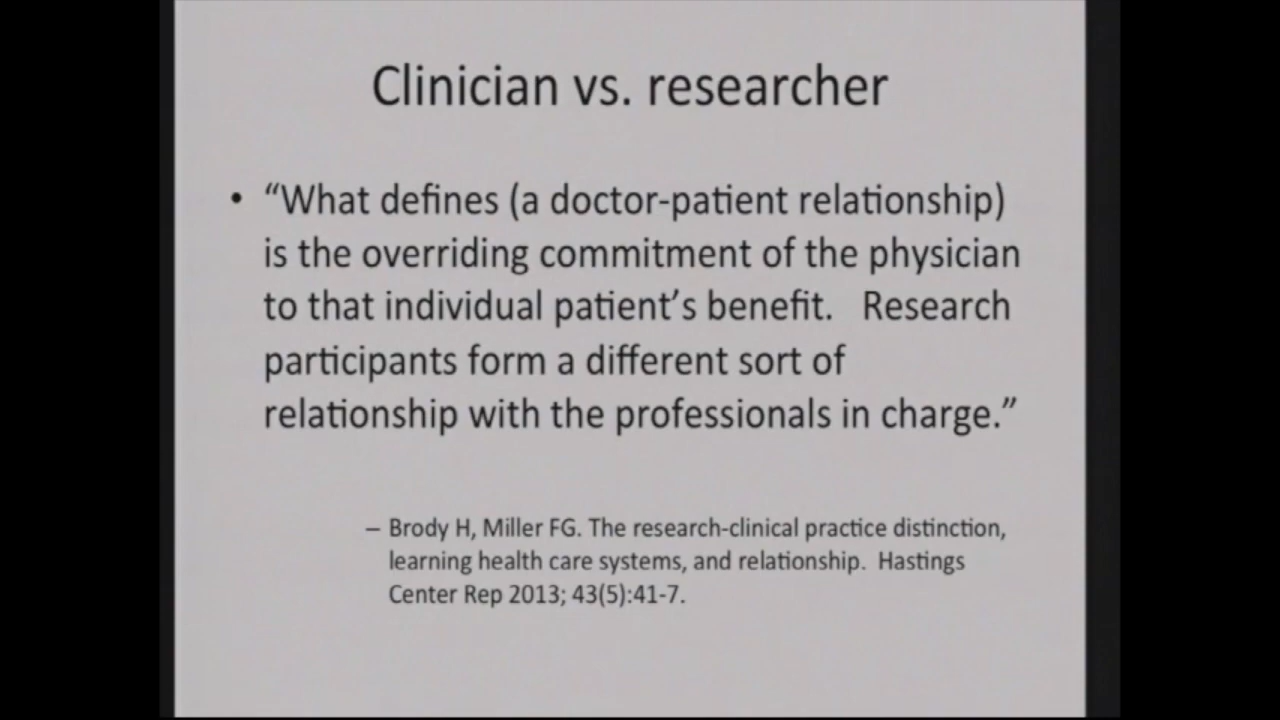 Clinician vs. researcher
• “What defines (a doctor-patient relationship)
is the overriding commitment of the physician
to that individual patient’s benefit.   Research
participants form a different sort of
relationship with the professionals in charge.”
– Brody H, Miller FG. The research-clinical practice distinction,
learning health care systems, and relationship.  Hastings
Center Rep 2013; 43(5):41-7.